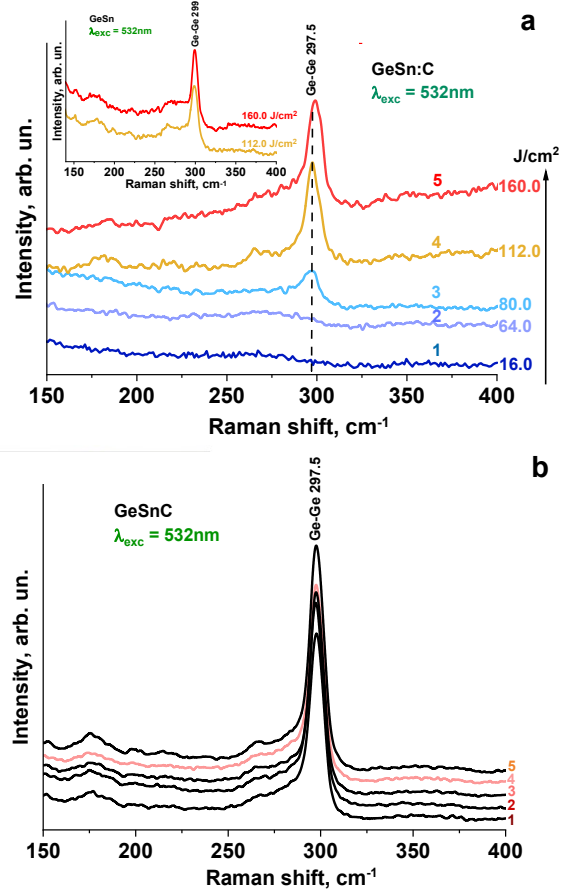 a
GeSn
λexc = 532nm
Ge-Ge 299
160.0 J/cm²
112.0 J/cm²
Intensity, arb. un.
150 200 250 300 350 400
Raman shift, cm⁻¹
Ge-Ge 297.5
GeSn:C
λexc = 532nm
J/cm²
5
160.0
4
112.0
3
80.0
2
64.0
1
16.0
Intensity, arb. un.
150 200 250 300 350 400
Raman shift, cm⁻¹
b
GeSnC
λexc = 532nm
Ge-Ge 297.5
Intensity, arb. un.
5
4
3
2
1
150 200 250 300 350 400
Raman shift, cm⁻¹